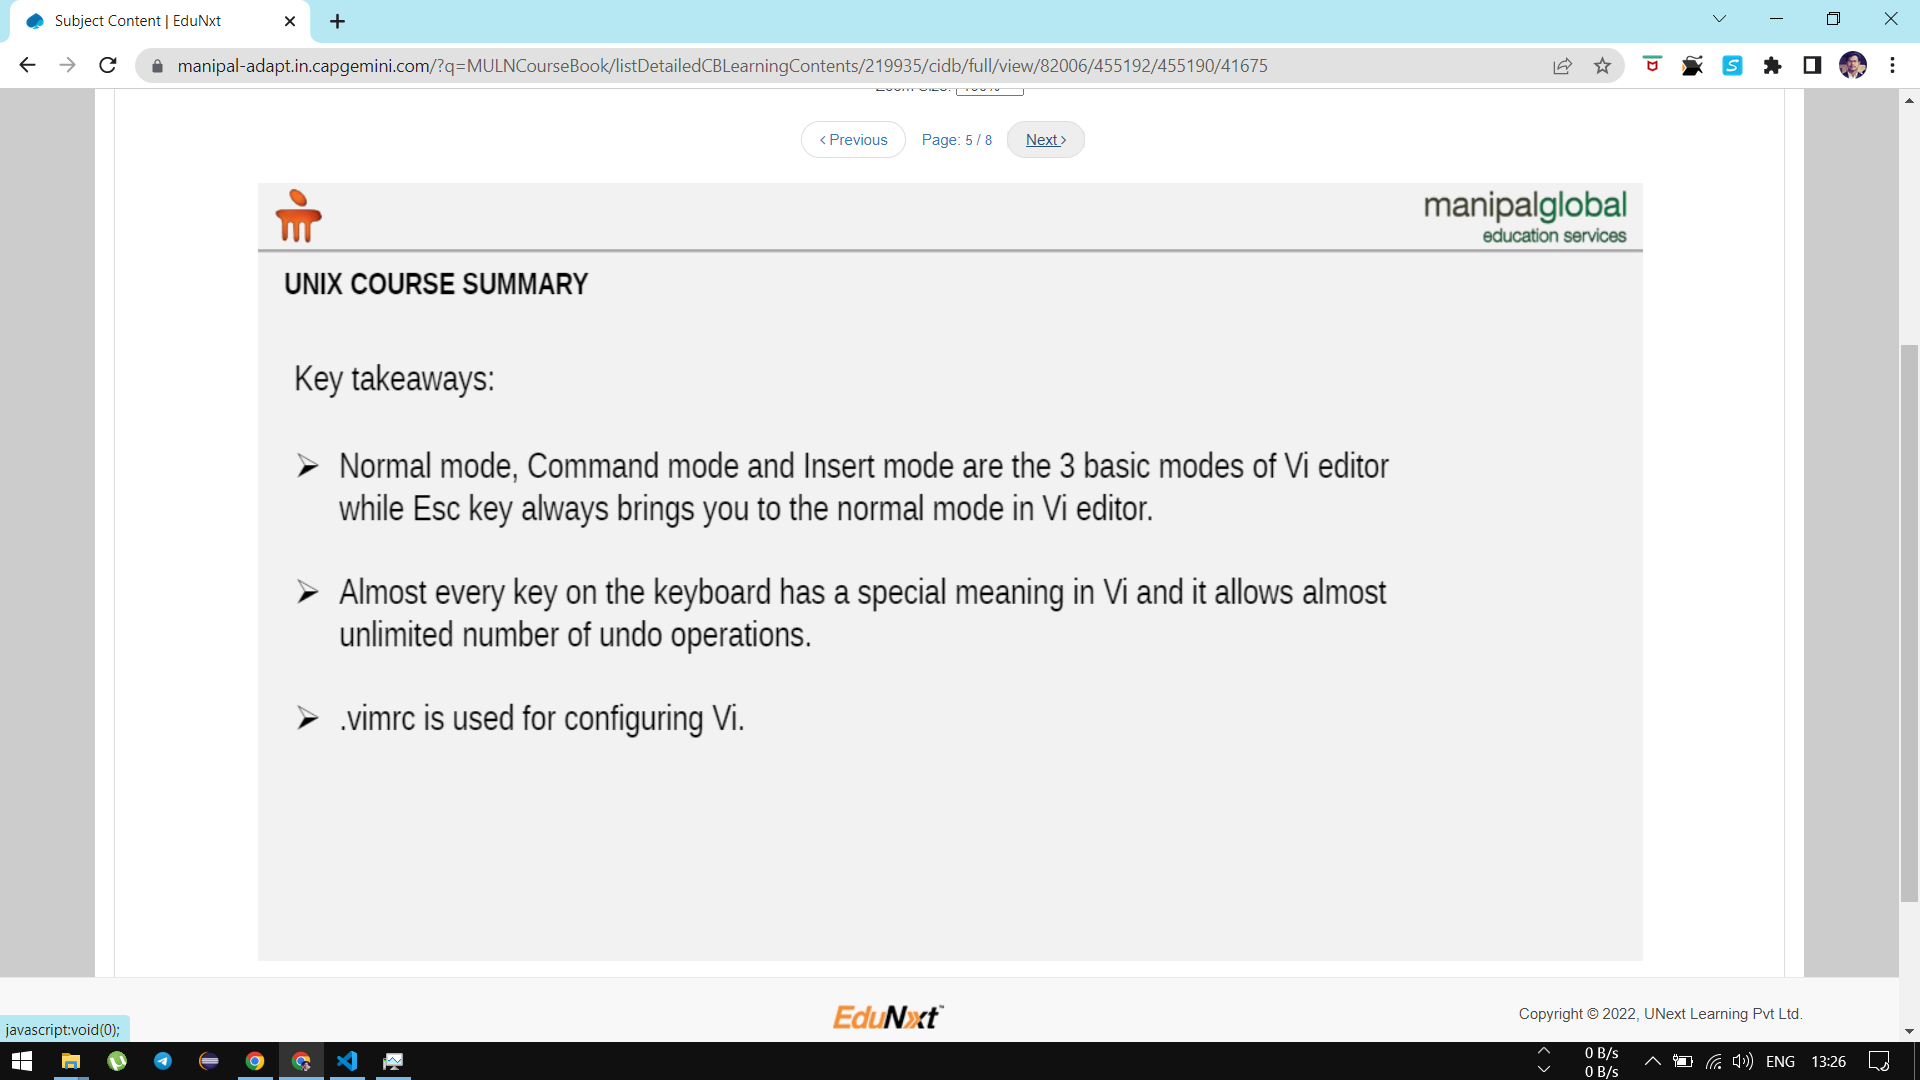 Subject Content | EduNxt
manipal-adapt.in.capgemini.com/?q=MULNCourseBook/listDetailedCBLearningContents/219935/cidb/full/view/82006/455192/455190/41675
Zoom Size: 100%
‹ Previous Page: 5 / 8 Next ›
manipalglobal
education services
UNIX COURSE SUMMARY
Key takeaways:
➢ Normal mode, Command mode and Insert mode are the 3 basic modes of Vi editor
while Esc key always brings you to the normal mode in Vi editor.
➢ Almost every key on the keyboard has a special meaning in Vi and it allows almost
unlimited number of undo operations.
➢ .vimrc is used for configuring Vi.
EduNxt™
Copyright © 2022, UNext Learning Pvt Ltd.
javascript:void(0);
0 B/s
0 B/s
ENG 13:26